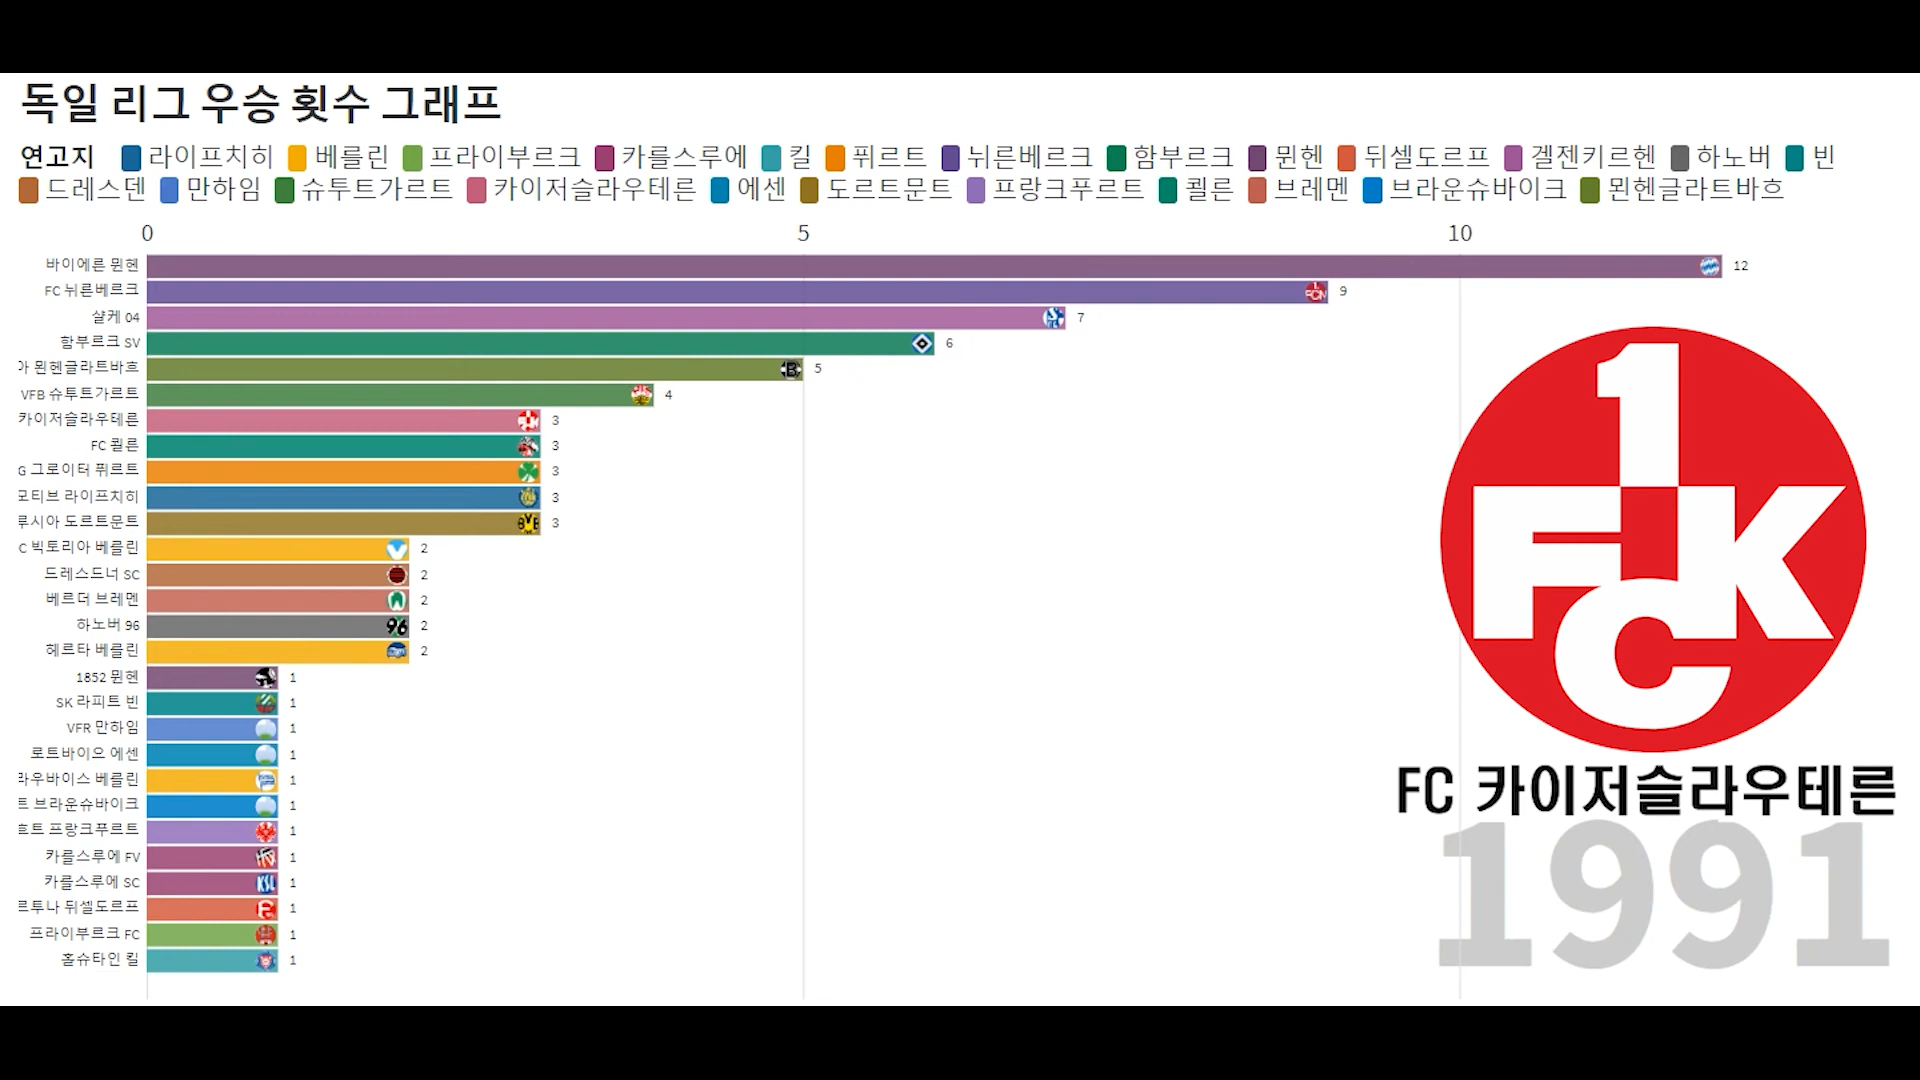 독일 리그 우승 횟수 그래프
연고지 라이프치히 베를린 프라이부르크 카를스루에 킬 퓌르트 뉘른베르크 함부르크 뮌헨 뒤셀도르프 겔젠키르헨 하노버 빈
드레스덴 만하임 슈투트가르트 카이저슬라우테른 에센 도르트문트 프랑크푸르트 쾰른 브레멘 브라운슈바이크 묀헨글라트바흐
0 5 10
바이에른 뮌헨 12
FC 뉘른베르크 9
샬케 04 7
함부르크 SV 6
아 묀헨글라트바흐 5
VFB 슈투트가르트 4
카이저슬라우테른 3
FC 쾰른 3
G 그로이터 퓌르트 3
모티브 라이프치히 3
루시아 도르트문트 3
C 빅토리아 베를린 2
드레스드너 SC 2
베르더 브레멘 2
하노버 96 2
헤르타 베를린 2
1852 뮌헨 1
SK 라피트 빈 1
VFR 만하임 1
로트바이으 에센 1
라우바이스 베를린 1
트 브라운슈바이크 1
흐트 프랑크푸르트 1
카를스루에 FV 1
카를스루에 SC 1
르투나 뒤셀도르프 1
프라이부르크 FC 1
홀슈타인 킬 1
1
FCK
FC 카이저슬라우테른
1991